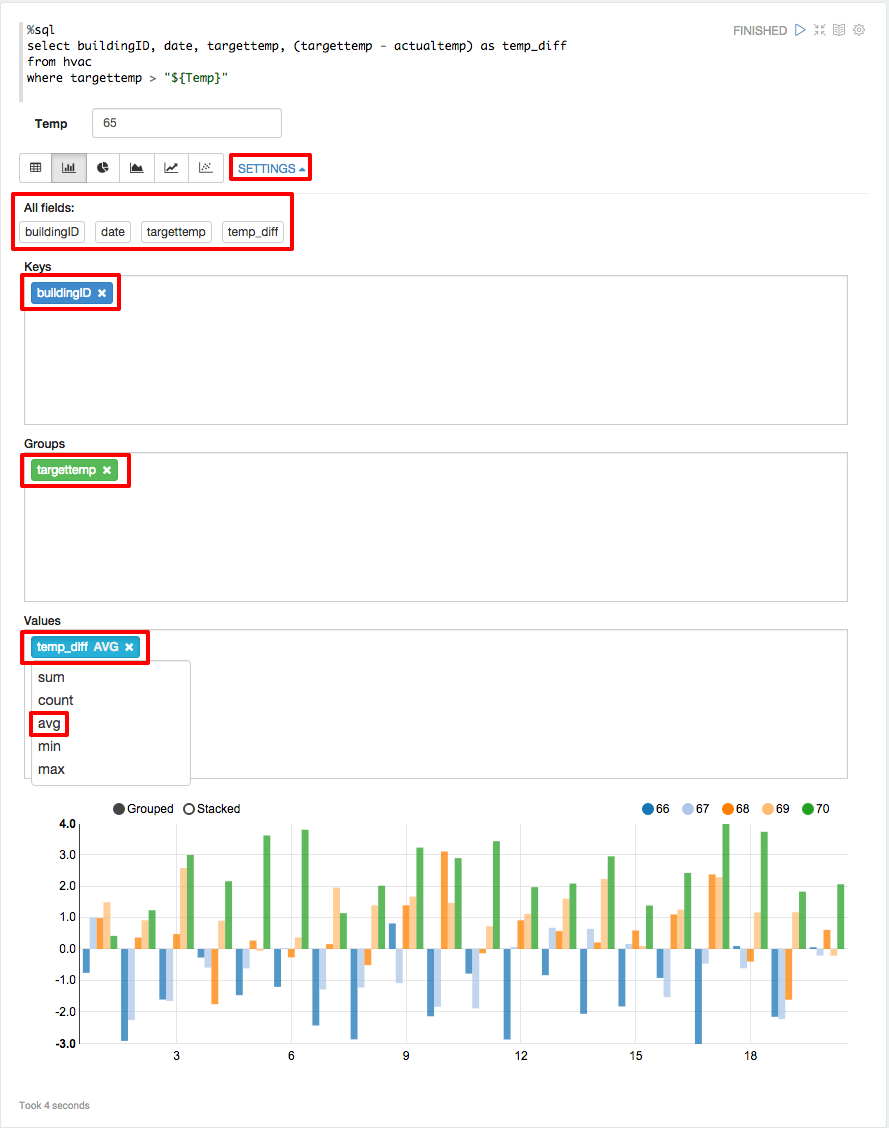 %sql
select buildingID, date, targettemp, (targettemp - actualtemp) as temp_diff
from hvac
where targettemp > "${Temp}"
FINISHED
Temp 65
SETTINGS
All fields:
buildingID date targettemp temp_diff
Keys
buildingID
Groups
targettemp
Values
temp_diff AVG
sum
count
avg
min
max
Grouped Stacked 66 67 68 69 70
4.0
3.0
2.0
1.0
0.0
-1.0
-2.0
-3.0
3 6 9 12 15 18
Took 4 seconds